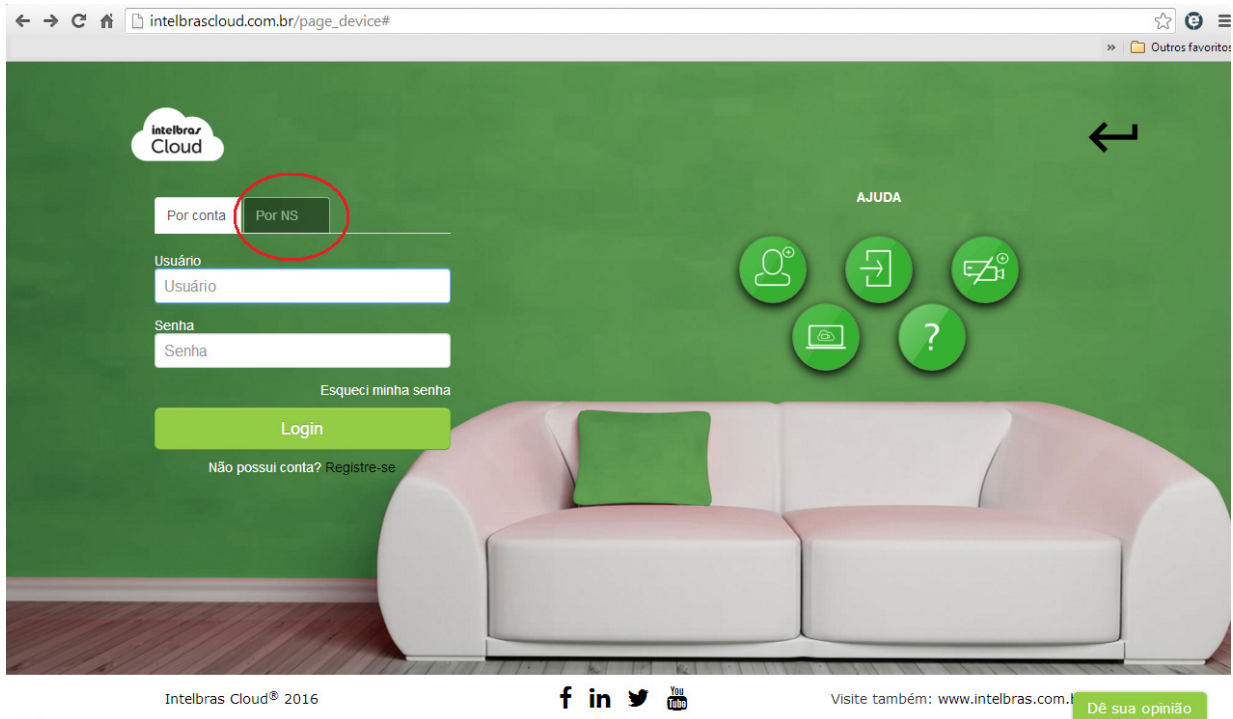 intelbrascloud.com.br/page_device#
» Outros favoritos
intelbras
Cloud
Por conta Por NS
AJUDA
Usuário
Usuário
Senha
Senha
?
Esqueci minha senha
Login
Não possui conta? Registre-se
Intelbras Cloud® 2016
f in You Tube
Visite também: www.intelbras.com.
Dê sua opinião